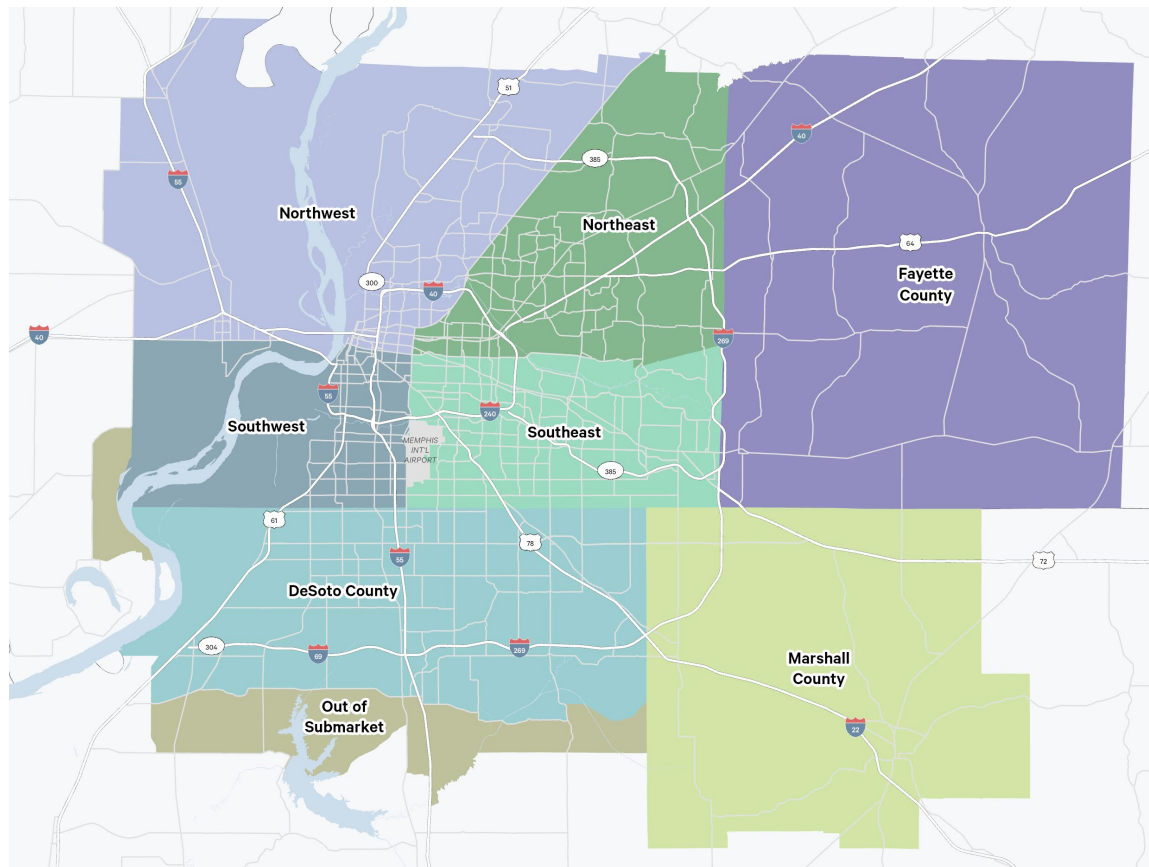 51
40
385
55
Northwest
Northeast
64
300
Fayette
County
40
40
269
55
240
Southwest
Southeast
MEMPHIS
INT'L
AIRPORT
385
61
78
55
72
DeSoto County
304
69
269
Marshall
County
Out of
Submarket
22